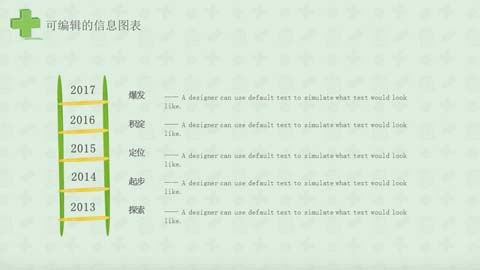 可编辑的信息图表
2017
爆发
—— A designer can use default text to simulate what text would look
like.
2016
积淀
—— A designer can use default text to simulate what text would look
like.
2015
定位
—— A designer can use default text to simulate what text would look
like.
2014
起步
—— A designer can use default text to simulate what text would look
like.
2013
探索
—— A designer can use default text to simulate what text would look
like.